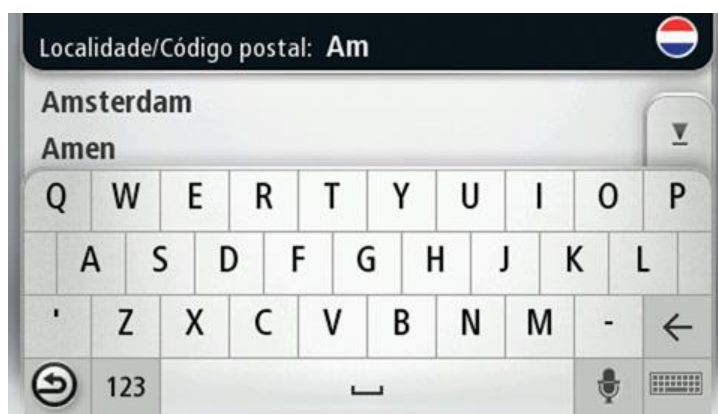 Localidade/Código postal: Am
Amsterdam
Amen
Q W E R T Y U I O P
A S D F G H J K L
' Z X C V B N M -
123